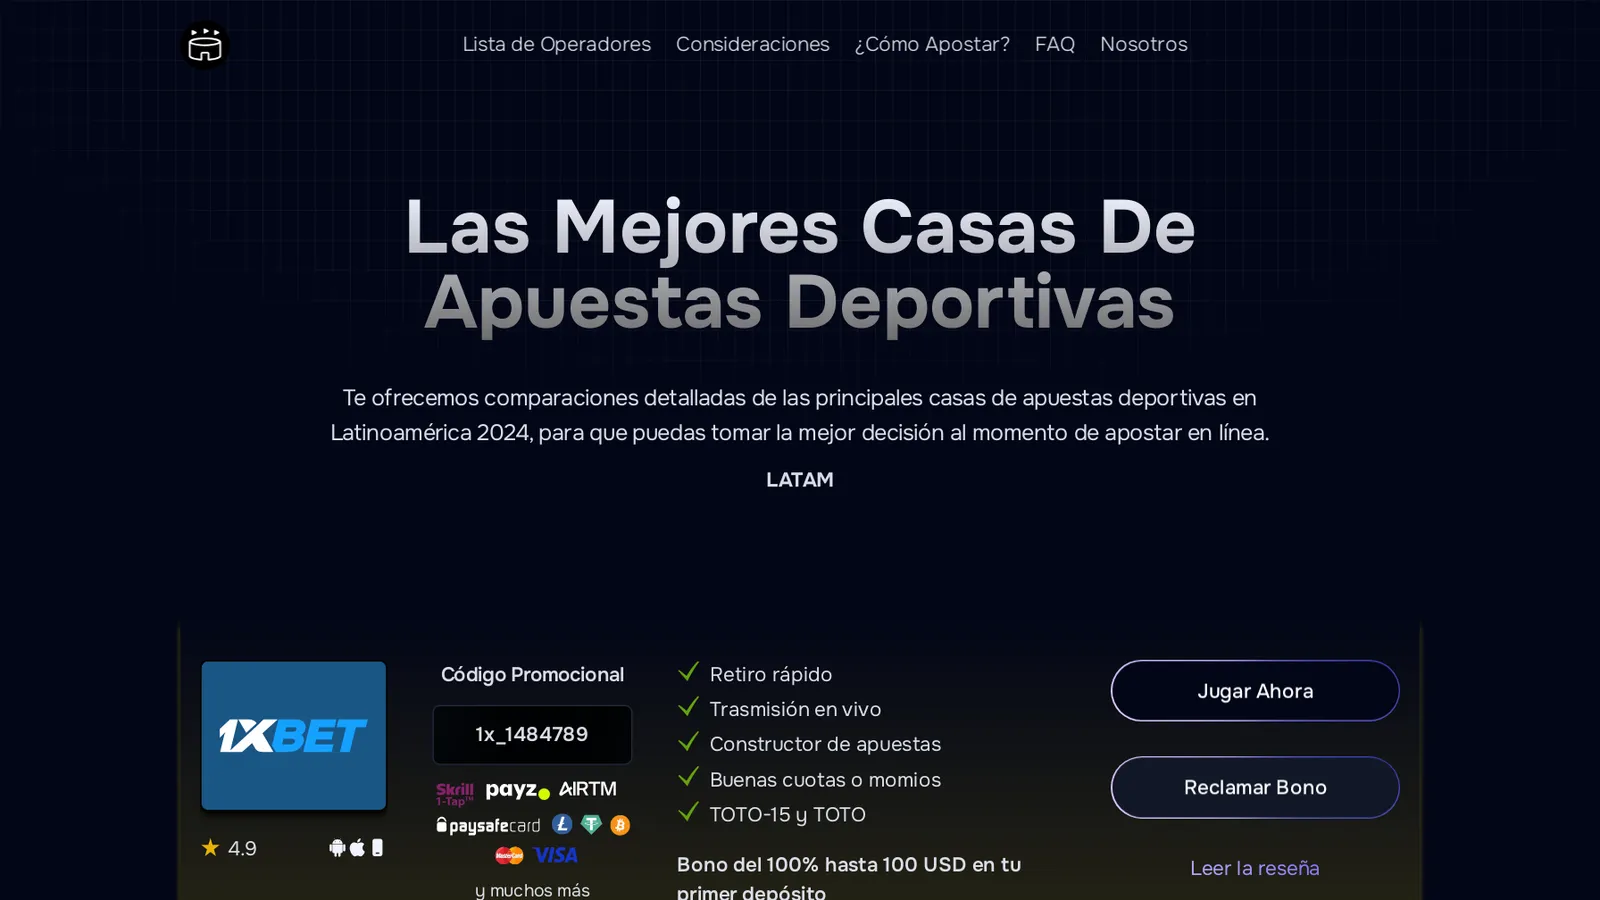 Lista de Operadores
Consideraciones
¿Cómo Apostar?
FAQ
Nosotros
Las Mejores Casas De
Apuestas Deportivas
Te ofrecemos comparaciones detalladas de las principales casas de apuestas deportivas en
Latinoamérica 2024, para que puedas tomar la mejor decisión al momento de apostar en línea.
LATAM
1XBET
4.9
Código Promocional
1x_1484789
Skrill
1-Tap™
payz
AIRTM
paysafecard
MasterCard
VISA
y muchos más
Retiro rápido
Trasmisión en vivo
Constructor de apuestas
Buenas cuotas o momios
TOTO-15 y TOTO
Bono del 100% hasta 100 USD en tu
primer depósito
Jugar Ahora
Reclamar Bono
Leer la reseña